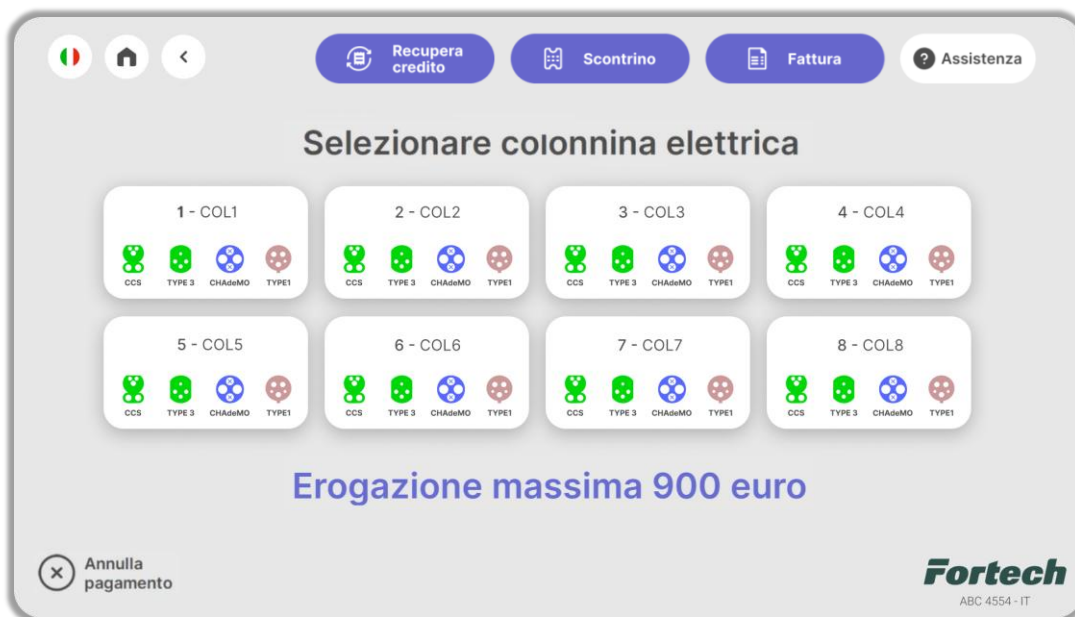 Recupera
credito
Scontrino
Fattura
? Assistenza
Selezionare colonnina elettrica
1 - COL1
CCS TYPE 3 CHAdeMO TYPE1
2 - COL2
CCS TYPE 3 CHAdeMO TYPE1
3 - COL3
CCS TYPE 3 CHAdeMO TYPE1
4 - COL4
CCS TYPE 3 CHAdeMO TYPE1
5 - COL5
CCS TYPE 3 CHAdeMO TYPE1
6 - COL6
CCS TYPE 3 CHAdeMO TYPE1
7 - COL7
CCS TYPE 3 CHAdeMO TYPE1
8 - COL8
CCS TYPE 3 CHAdeMO TYPE1
Erogazione massima 900 euro
Annulla
pagamento
Fortech
ABC 4554 - IT